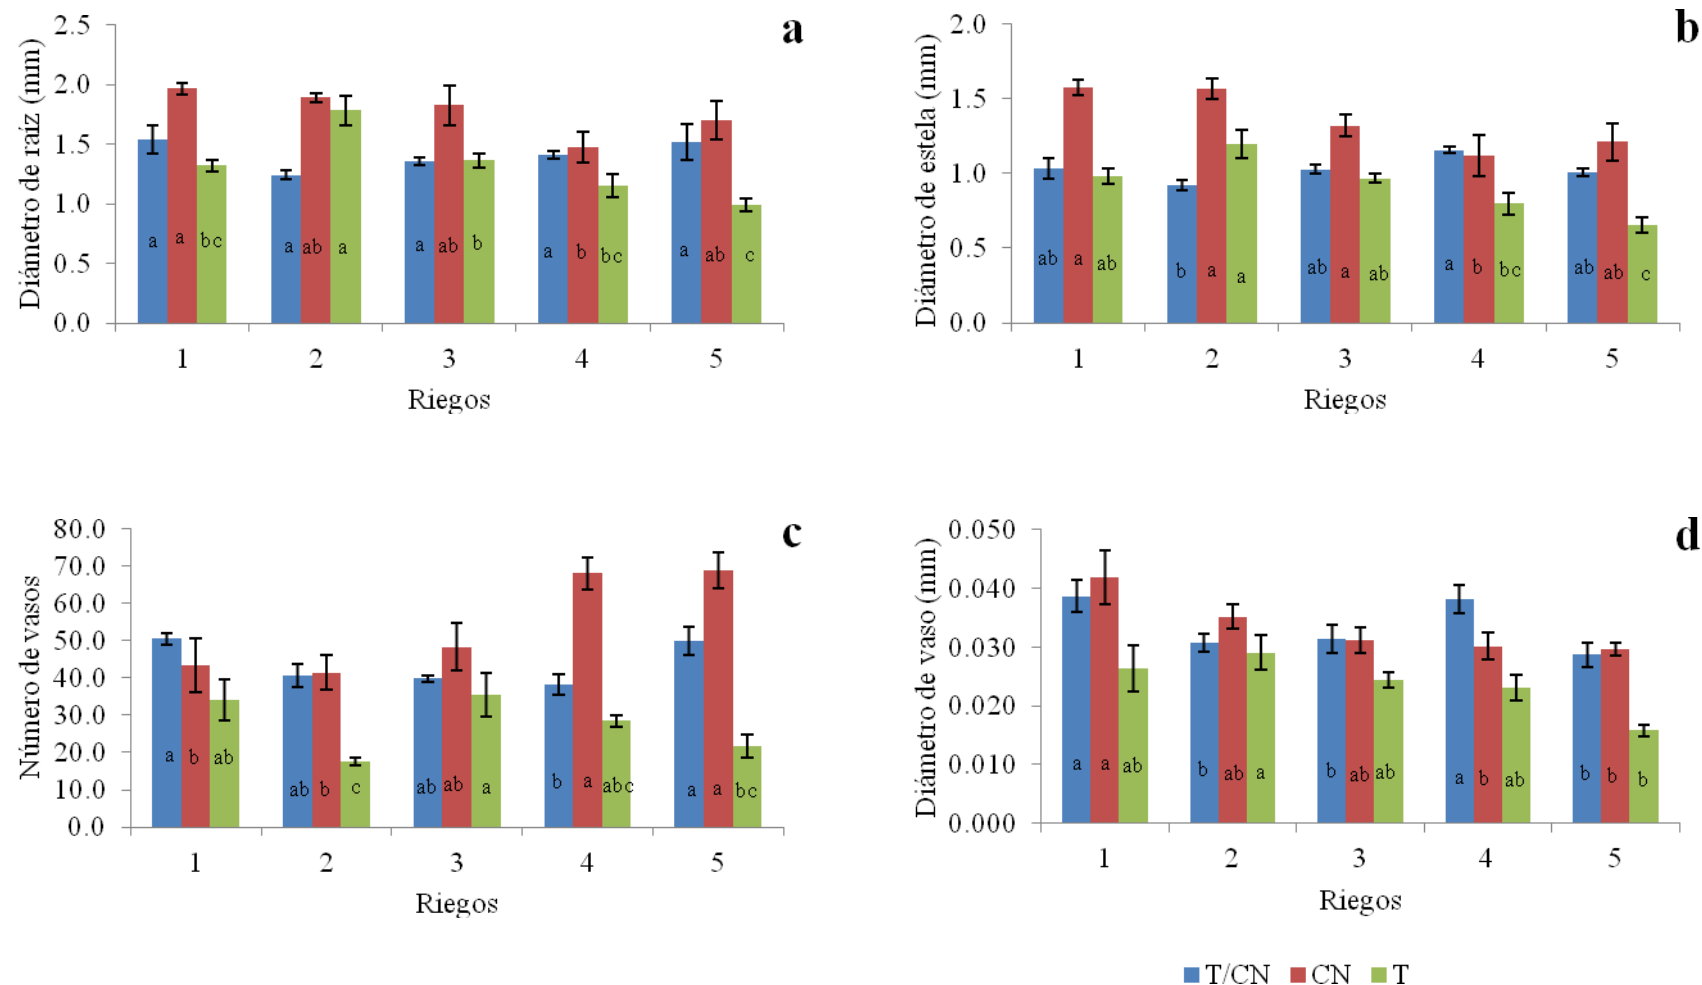 a
Diámetro de raíz (mm)
2.5
2.0
1.5
1.0
0.5
0.0
a a bc a ab a a ab b a b bc a ab c
1 2 3 4 5
Riegos
b
Diámetro de estela (mm)
2.0
1.5
1.0
0.5
0.0
ab a ab b a a ab a ab a b bc ab ab c
1 2 3 4 5
Riegos
c
Número de vasos
80.0
70.0
60.0
50.0
40.0
30.0
20.0
10.0
0.0
a b ab ab b c ab ab a b a abc a a bc
1 2 3 4 5
Riegos
d
Diámetro de vaso (mm)
0.050
0.040
0.030
0.020
0.010
0.000
a a ab b ab a b ab ab a b ab b b b
1 2 3 4 5
Riegos
T/CN CN T